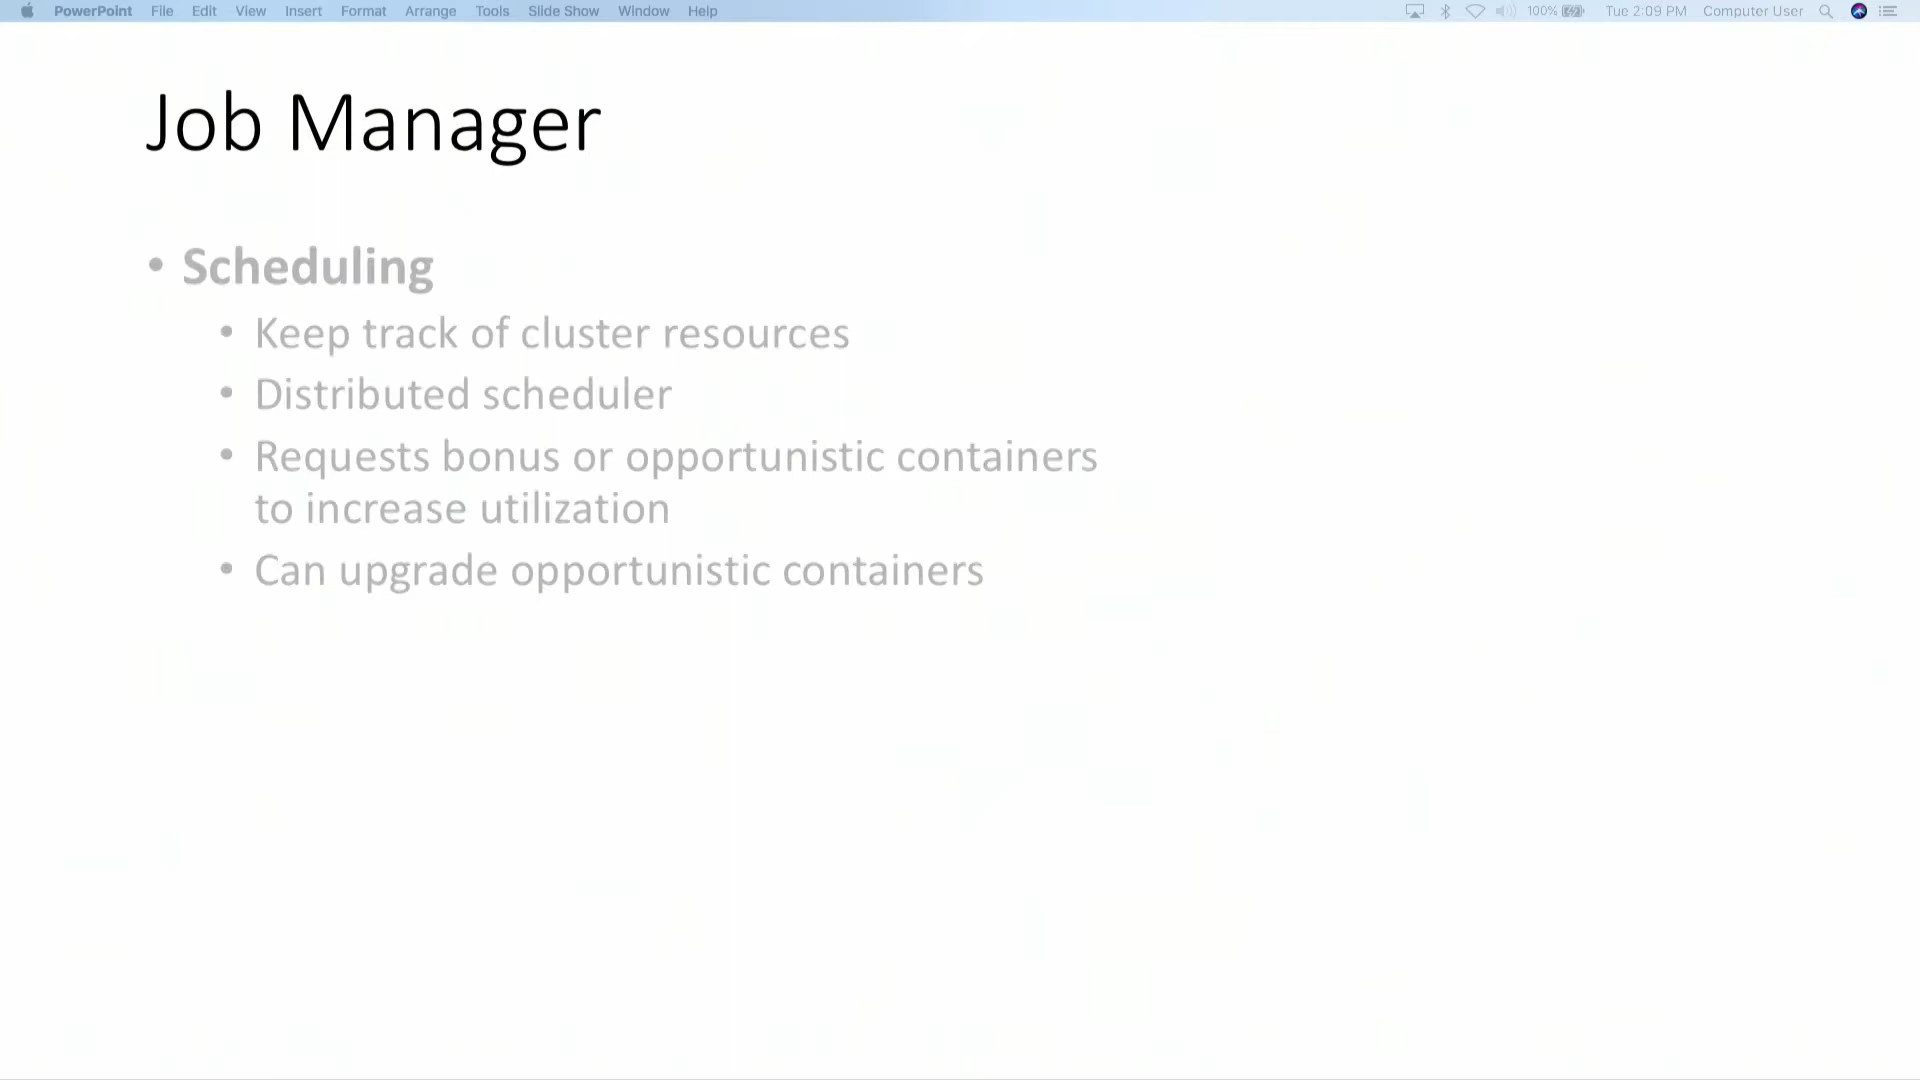 PowerPoint File Edit View Insert Format Arrange Tools Slide Show Window Help 100% Tue 2:09 PM Computer User
Job Manager
• Scheduling
• Keep track of cluster resources
• Distributed scheduler
• Requests bonus or opportunistic containers
to increase utilization
• Can upgrade opportunistic containers